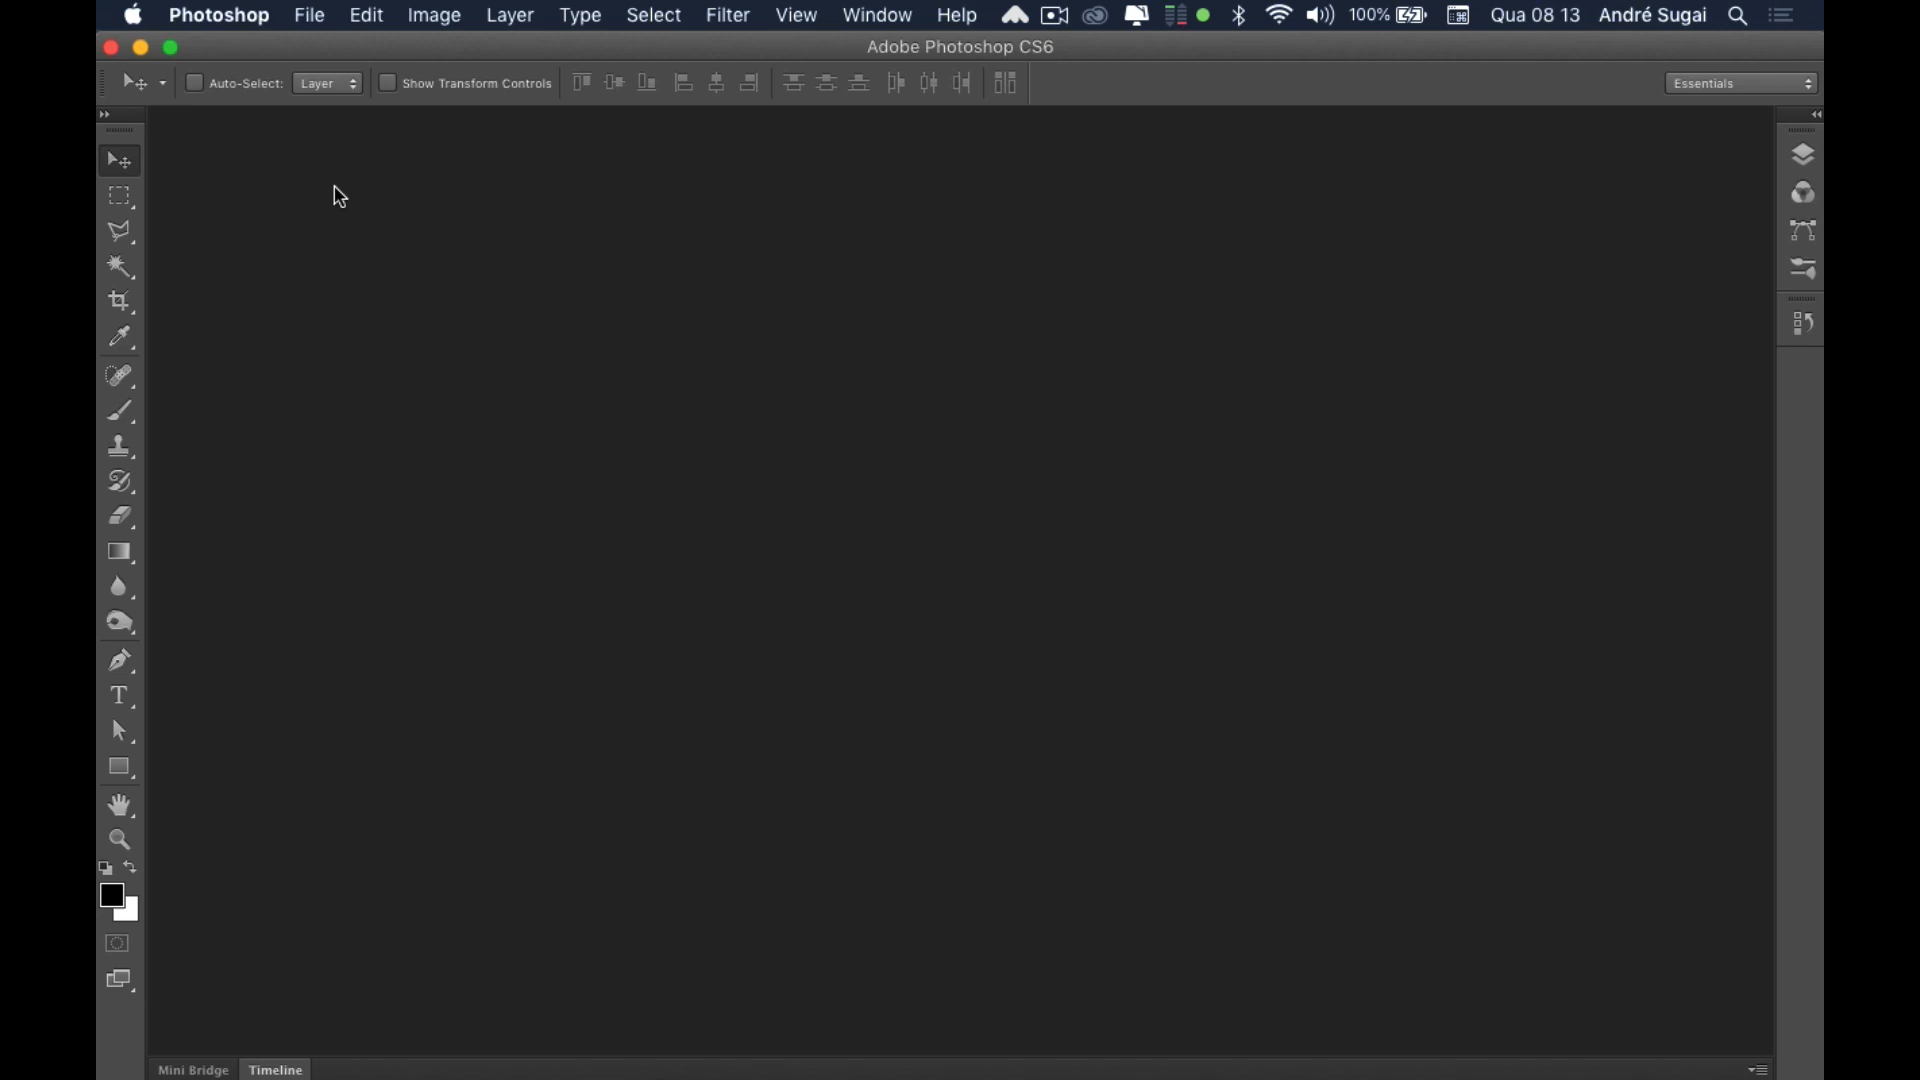 Photoshop File Edit Image Layer Type Select Filter View Window Help 100% Qua 08 13 André Sugai
Adobe Photoshop CS6
Auto-Select: Layer Show Transform Controls Essentials
Mini Bridge Timeline